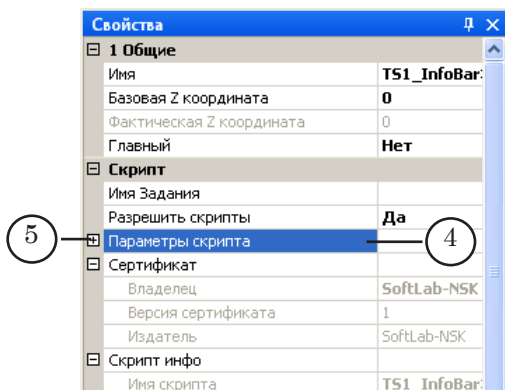 Свойства
1 Общие
Имя TS1_InfoBar
Базовая Z координата 0
Фактическая Z координата 0
Главный Нет
Скрипт
Имя Задания
Разрешить скрипты Да
5 Параметры скрипта 4
Сертификат
Владелец SoftLab-NSK
Версия сертификата 1
Издатель SoftLab-NSK
Скрипт инфо
Имя скрипта TS1_InfoBar